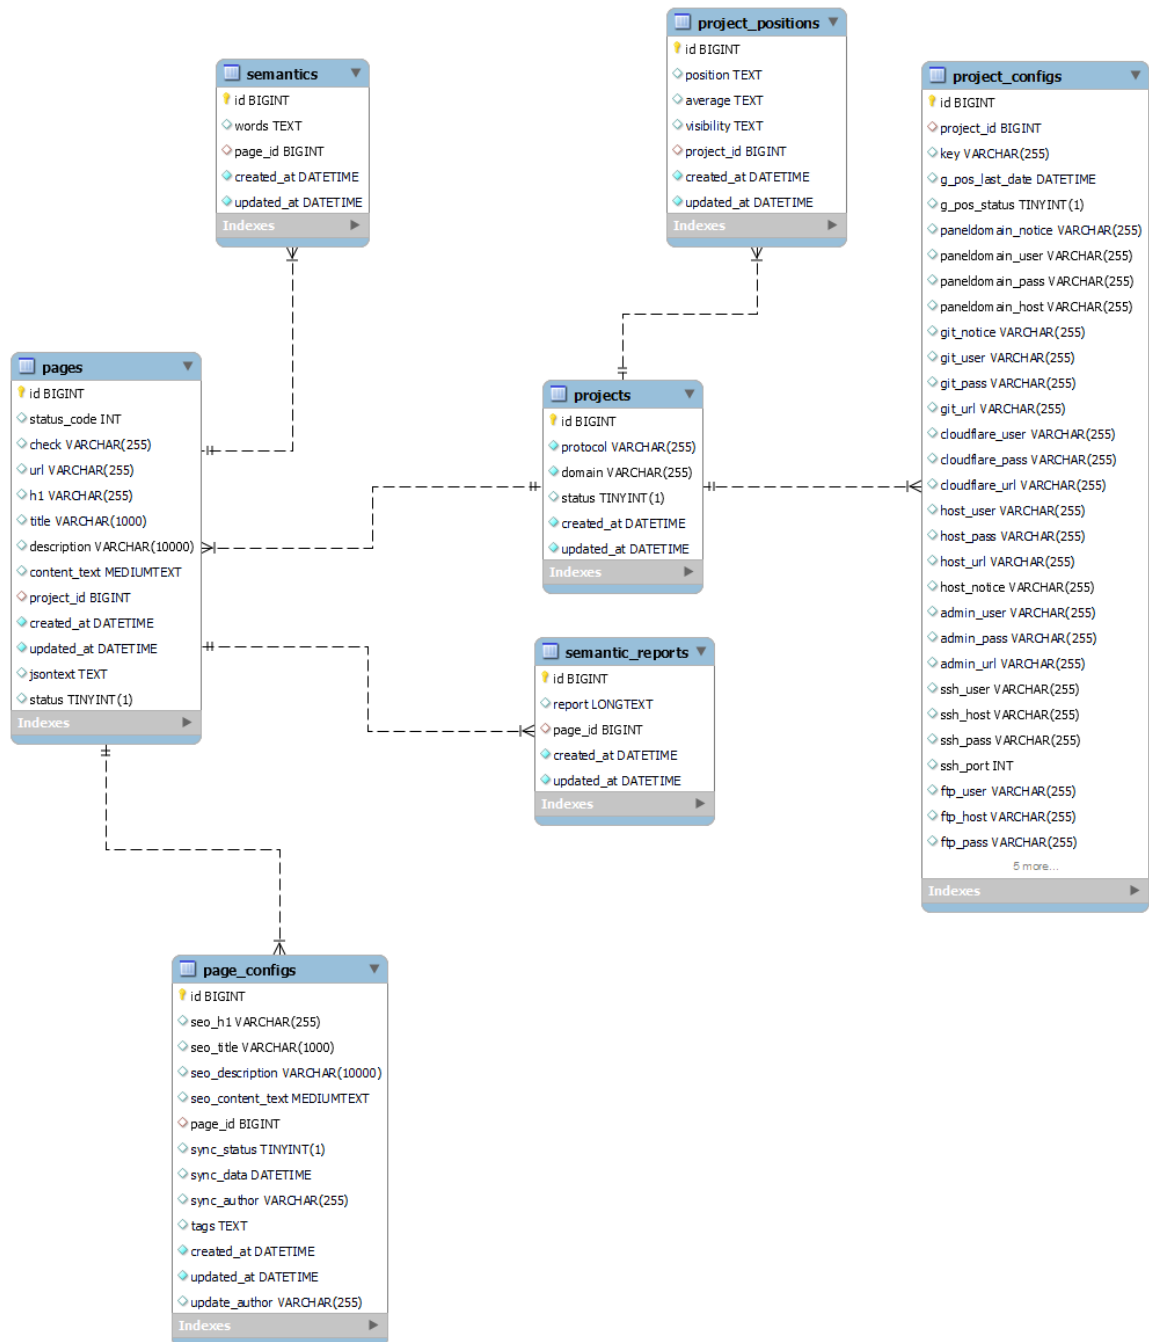 project_positions
id BIGINT
position TEXT
average TEXT
visibility TEXT
project_id BIGINT
created_at DATETIME
updated_at DATETIME
Indexes
semantics
id BIGINT
words TEXT
page_id BIGINT
created_at DATETIME
updated_at DATETIME
Indexes
project_configs
id BIGINT
project_id BIGINT
key VARCHAR(255)
g_pos_last_date DATETIME
g_pos_status TINYINT(1)
paneldomain_notice VARCHAR(255)
paneldomain_user VARCHAR(255)
paneldomain_pass VARCHAR(255)
paneldomain_host VARCHAR(255)
git_notice VARCHAR(255)
git_user VARCHAR(255)
git_pass VARCHAR(255)
git_url VARCHAR(255)
cloudflare_user VARCHAR(255)
cloudflare_pass VARCHAR(255)
cloudflare_url VARCHAR(255)
host_user VARCHAR(255)
host_pass VARCHAR(255)
host_url VARCHAR(255)
host_notice VARCHAR(255)
admin_user VARCHAR(255)
admin_pass VARCHAR(255)
admin_url VARCHAR(255)
ssh_user VARCHAR(255)
ssh_host VARCHAR(255)
ssh_pass VARCHAR(255)
ssh_port INT
ftp_user VARCHAR(255)
ftp_host VARCHAR(255)
ftp_pass VARCHAR(255)
5 more...
Indexes
pages
id BIGINT
status_code INT
check VARCHAR(255)
url VARCHAR(255)
h1 VARCHAR(255)
title VARCHAR(1000)
description VARCHAR(10000)
content_text MEDIUMTEXT
project_id BIGINT
created_at DATETIME
updated_at DATETIME
jsontext TEXT
status TINYINT(1)
Indexes
projects
id BIGINT
protocol VARCHAR(255)
domain VARCHAR(255)
status TINYINT(1)
created_at DATETIME
updated_at DATETIME
Indexes
semantic_reports
id BIGINT
report LONGTEXT
page_id BIGINT
created_at DATETIME
updated_at DATETIME
Indexes
page_configs
id BIGINT
seo_h1 VARCHAR(255)
seo_title VARCHAR(1000)
seo_description VARCHAR(10000)
seo_content_text MEDIUMTEXT
page_id BIGINT
sync_status TINYINT(1)
sync_data DATETIME
sync_author VARCHAR(255)
tags TEXT
created_at DATETIME
updated_at DATETIME
update_author VARCHAR(255)
Indexes